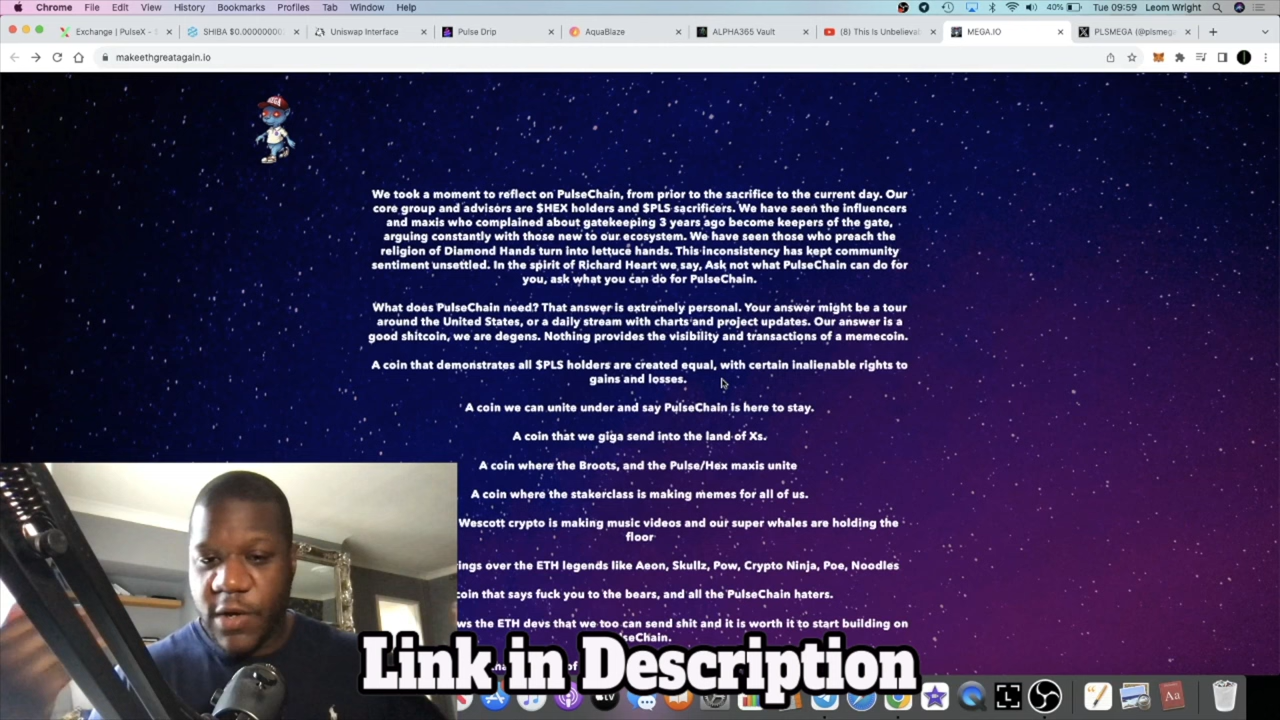 Chrome File Edit View History Bookmarks Profiles Tab Window Help 40% Tue 09:59 Leom Wright
Exchange | PulseX - S SHIBA $0.00000000 Uniswap Interface Pulse Drip AquaBlaze ALPHA365 Vault (8) This Is Unbelievab MEGA.IO PLSMEGA (@plsmega
makeethgreatagain.io
MEGA
We took a moment to reflect on PulseChain, from prior to the sacrifice to the current day. Our
core group and advisors are $HEX holders and $PLS sacrificers. We have seen the influencers
and maxis who complained about gatekeeping 3 years ago become keepers of the gate,
arguing constantly with those new to our ecosystem. We have seen those who preach the
religion of Diamond Hands turn into lettuce hands. This inconsistency has kept community
sentiment unsettled. In the spirit of Richard Heart we say, Ask not what PulseChain can do for
you, ask what you can do for PulseChain.
What does PulseChain need? That answer is extremely personal. Your answer might be a tour
around the United States, or a daily stream with charts and project updates. Our answer is a
good shitcoin, we are degens. Nothing provides the visibility and transactions of a memecoin.
A coin that demonstrates all $PLS holders are created equal, with certain inalienable rights to
gains and losses.
A coin we can unite under and say PulseChain is here to stay.
A coin that we giga send into the land of Xs.
A coin where the Broots, and the Pulse/Hex maxis unite
A coin where the stakerclass is making memes for all of us.
Wescott crypto is making music videos and our super whales are holding the
floor
ings over the ETH legends like Aeon, Skullz, Pow, Crypto Ninja, Poe, Noodles
coin that says fuck you to the bears, and all the PulseChain haters.
ws the ETH devs that we too can send shit and it is worth it to start building on
seChain.
Link in Description
tv
Aa